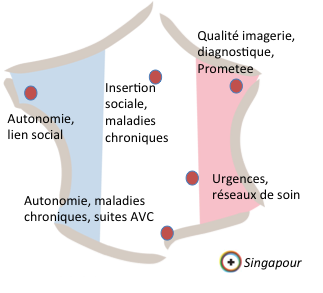 Qualité imagerie,
diagnostique,
Prometee
Insertion
sociale,
maladies
chroniques
Autonomie,
lien social
Urgences,
réseaux de soin
Autonomie, maladies
chroniques, suites AVC
Singapour